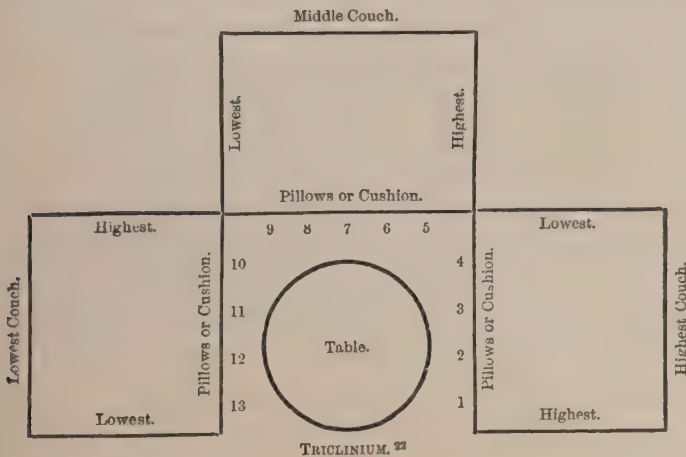 Middle Couch.
Lowest.
Highest.
Pillows or Cushion.
Highest.
9 8 7 6 5
Lowest.
Lowest Couch.
Pillows or Cushion.
10
11
12
13
Table.
4
3
2
1
Pillows or Cushion.
Highest Couch.
Lowest.
Highest.
TRICLINIUM. 22